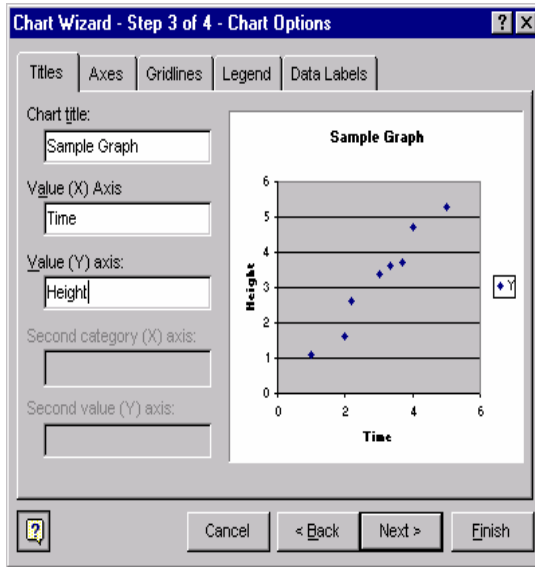 Chart Wizard - Step 3 of 4 - Chart Options
? X
Titles Axes Gridlines Legend Data Labels
Chart title:
Sample Graph
Value (X) Axis
Time
Value (Y) axis:
Height
Second category (X) axis:
Second value (Y) axis:
Sample Graph
6
5
4
3
2
1
0
Height
0 2 4 6
Time
Y
?
Cancel < Back Next > Finish